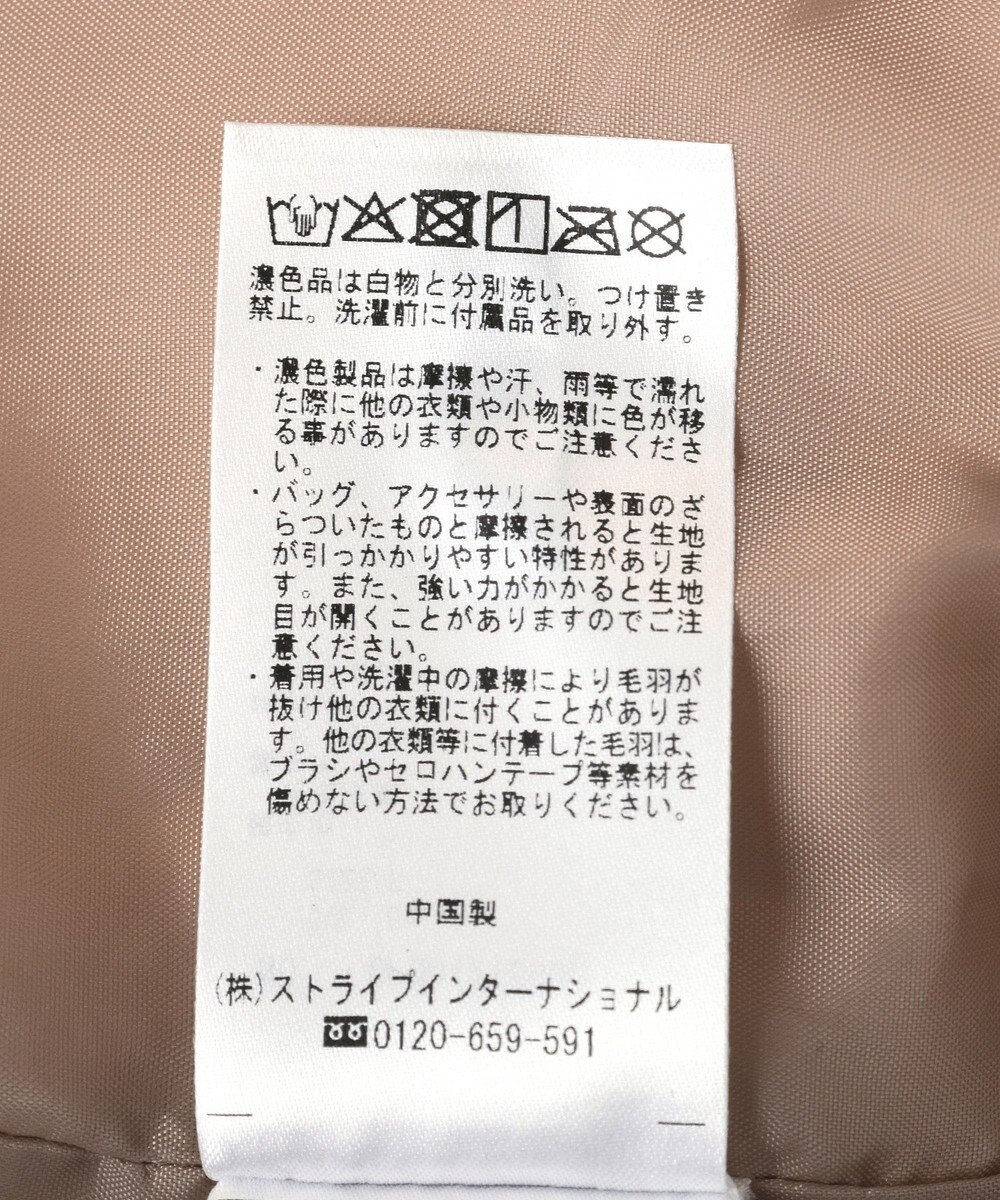 濃色品は白物と分別洗い。つけ置き
禁止。洗濯前に付属品を取り外す。
・濃色製品は摩擦や汗、雨等で濡れ
た際に他の衣類や小物類に色が移
る事がありますのでご注意くださ
い。
・バッグ、アクセサリーや表面のざ
らついたものと摩擦されると生地
が引っかかりやすい特性がありま
す。また、強い力がかかると生地
目が開くことがありますのでご注
意ください。
・着用や洗濯中の摩擦により毛羽が
抜け他の衣類に付くことがありま
す。他の衣類等に付着した毛羽は、
ブラシやセロハンテープ等素材を
傷めない方法でお取りください。
中国製
(株)ストライプインターナショナル
0120-659-591